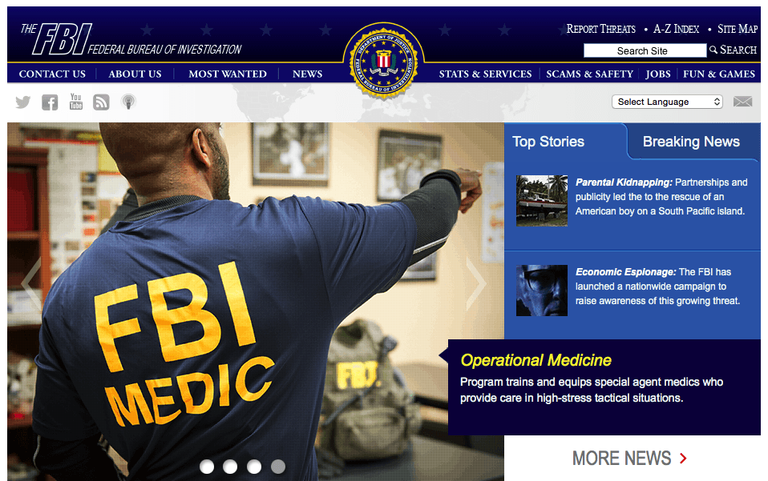 THE FBI FEDERAL BUREAU OF INVESTIGATION
REPORT THREATS • A-Z INDEX • SITE MAP
Search Site SEARCH
CONTACT US ABOUT US MOST WANTED NEWS STATS & SERVICES SCAMS & SAFETY JOBS FUN & GAMES
You Tube
Select Language
Top Stories Breaking News
Parental Kidnapping: Partnerships and
publicity led the to the rescue of an
American boy on a South Pacific island.
Economic Espionage: The FBI has
launched a nationwide campaign to
raise awareness of this growing threat.
Operational Medicine
Program trains and equips special agent medics who
provide care in high-stress tactical situations.
FBI
MEDIC
FBI
MORE NEWS